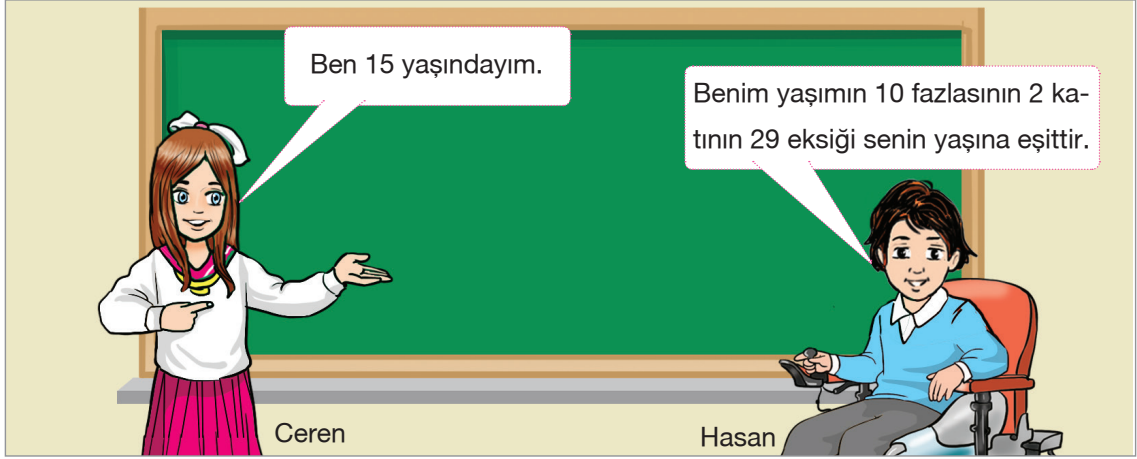 Ben 15 yaşındayım.
Benim yaşımın 10 fazlasının 2 ka-
tının 29 eksiği senin yaşına eşittir.
Ceren
Hasan